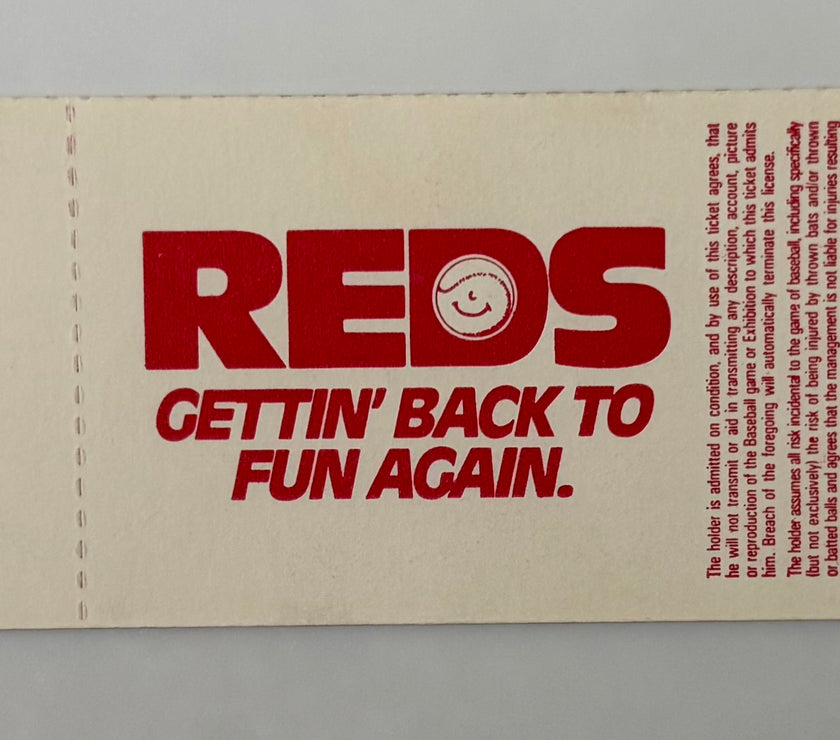 REDS
GETTIN' BACK TO
FUN AGAIN.
The holder is admitted on condition, and by use of this ticket agrees, that
he will not transmit or aid in transmitting any description, account, picture
or reproduction of the Baseball game or Exhibition to which this ticket admits
him. Breach of the foregoing will automatically terminate this license.
The holder assumes all risk incidental to the game of baseball, including specifically
(but not exclusively) the risk of being injured by thrown bats and/or thrown
or batted balls and agrees that the management is not liable for injuries resulting